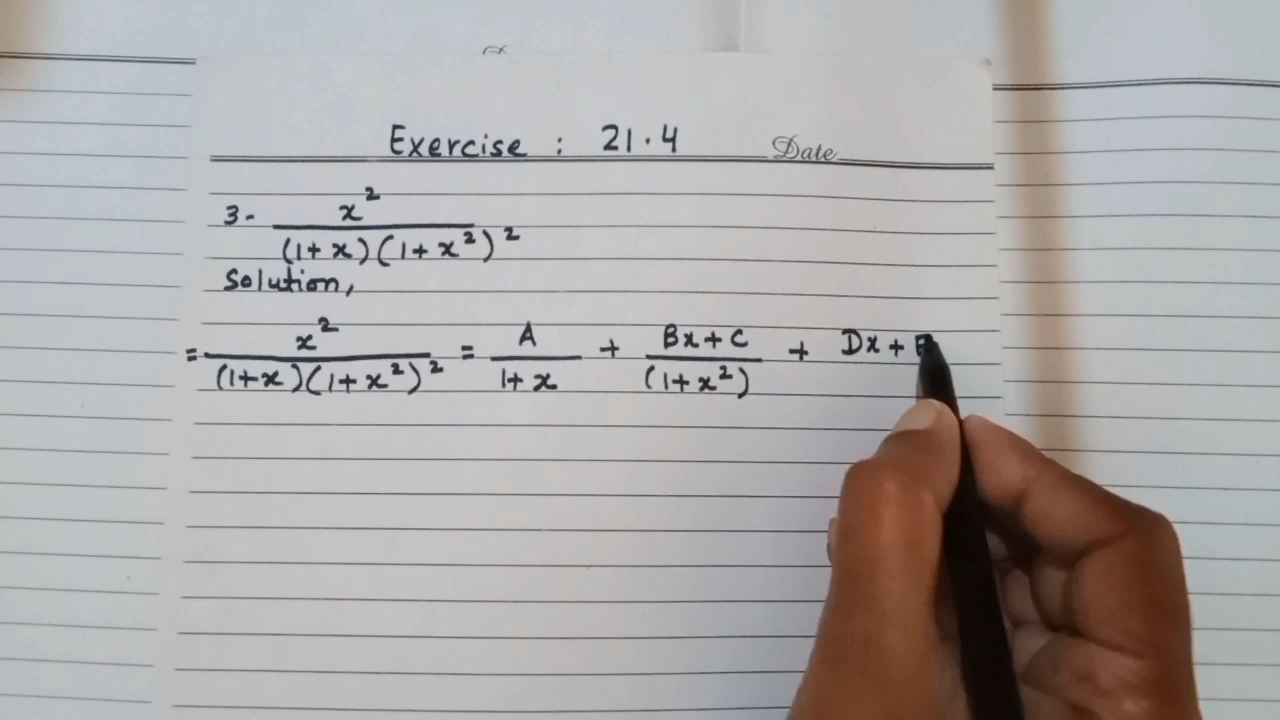 Exercise : 21.4 Date
3. x²
(1+x)(1+x²)²
Solution,
= x² = A + Bx+C + Dx+E
(1+x)(1+x²)² 1+x (1+x²)